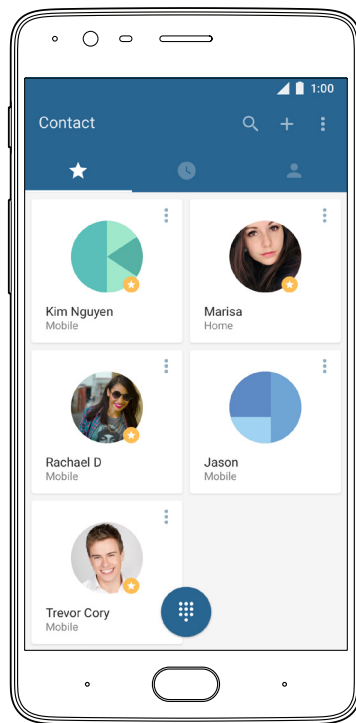 1:00
Contact
Kim Nguyen
Mobile
Marisa
Home
Rachael D
Mobile
Jason
Mobile
Trevor Cory
Mobile